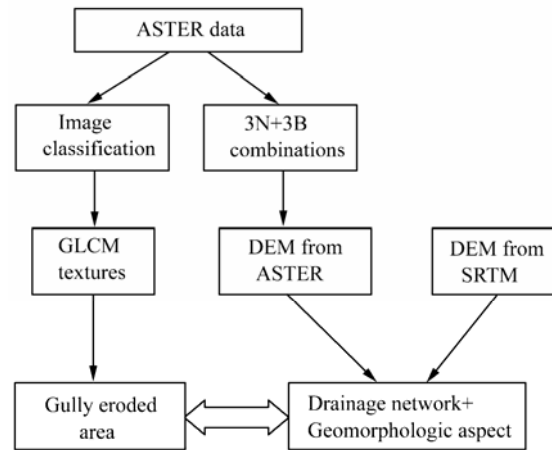 ASTER data
Image
classification
3N+3B
combinations
GLCM
textures
DEM from
ASTER
DEM from
SRTM
Gully eroded
area
Drainage network+
Geomorphologic aspect